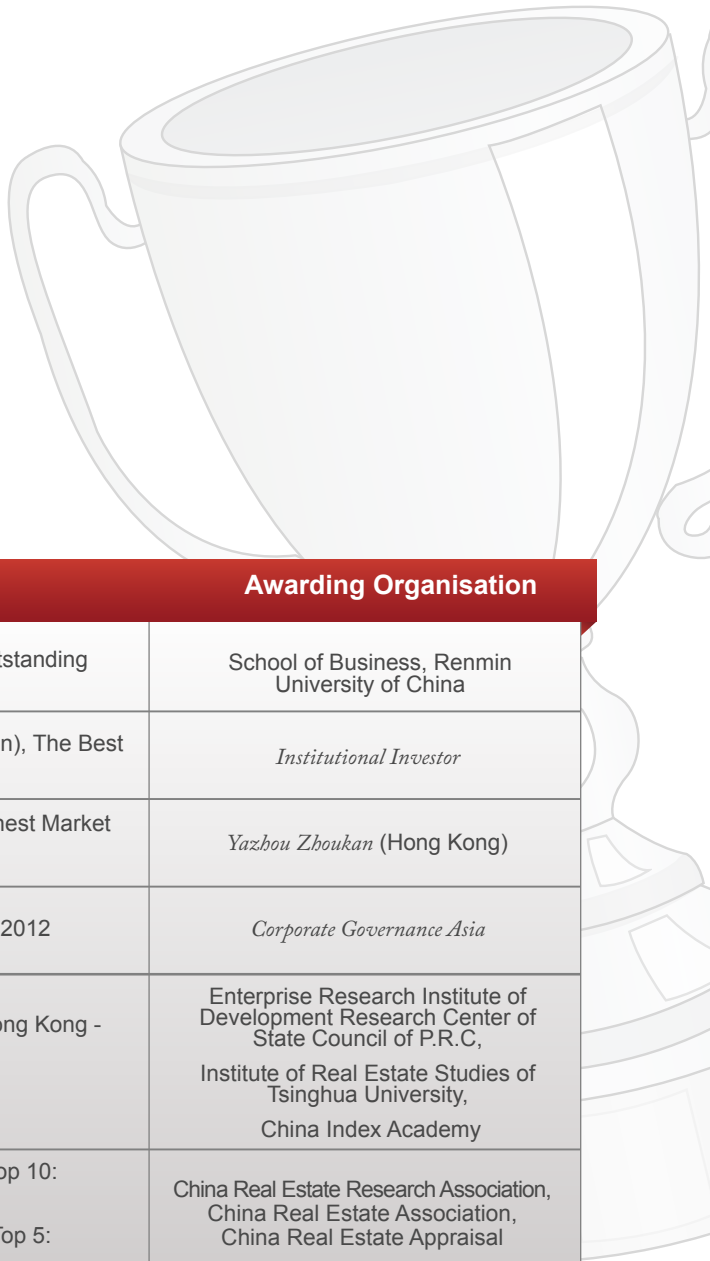 Awarding Organisation
tstanding
School of Business, Renmin
University of China
n), The Best
Institutional Investor
nest Market
Yazhou Zhoukan (Hong Kong)
2012
Corporate Governance Asia
ong Kong -
Enterprise Research Institute of
Development Research Center of
State Council of P.R.C,
Institute of Real Estate Studies of
Tsinghua University,
China Index Academy
op 10:
Top 5:
China Real Estate Research Association,
China Real Estate Association,
China Real Estate Appraisal